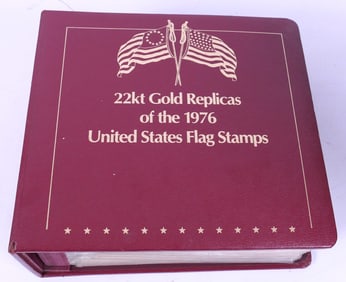 22kt Gold Replicas
of the 1976
United States Flag Stamps